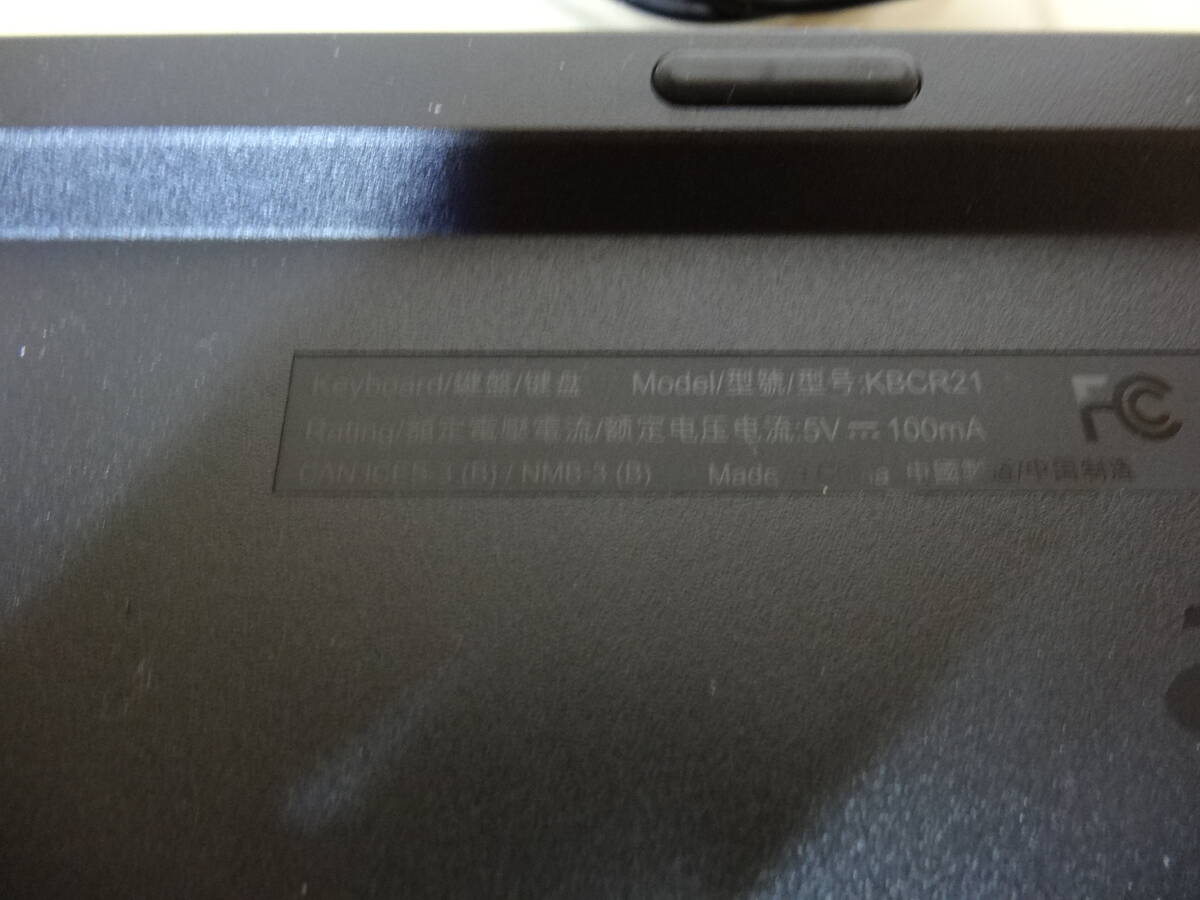 Keyboard/鍵盤/键盘 Model/型號/型号:KBCR21 FC
Rating/額定電壓電流/额定电压电流:5V ⎓ 100mA
CAN ICES-3 (B) / NMB-3 (B) Made 中國製造/中国制造